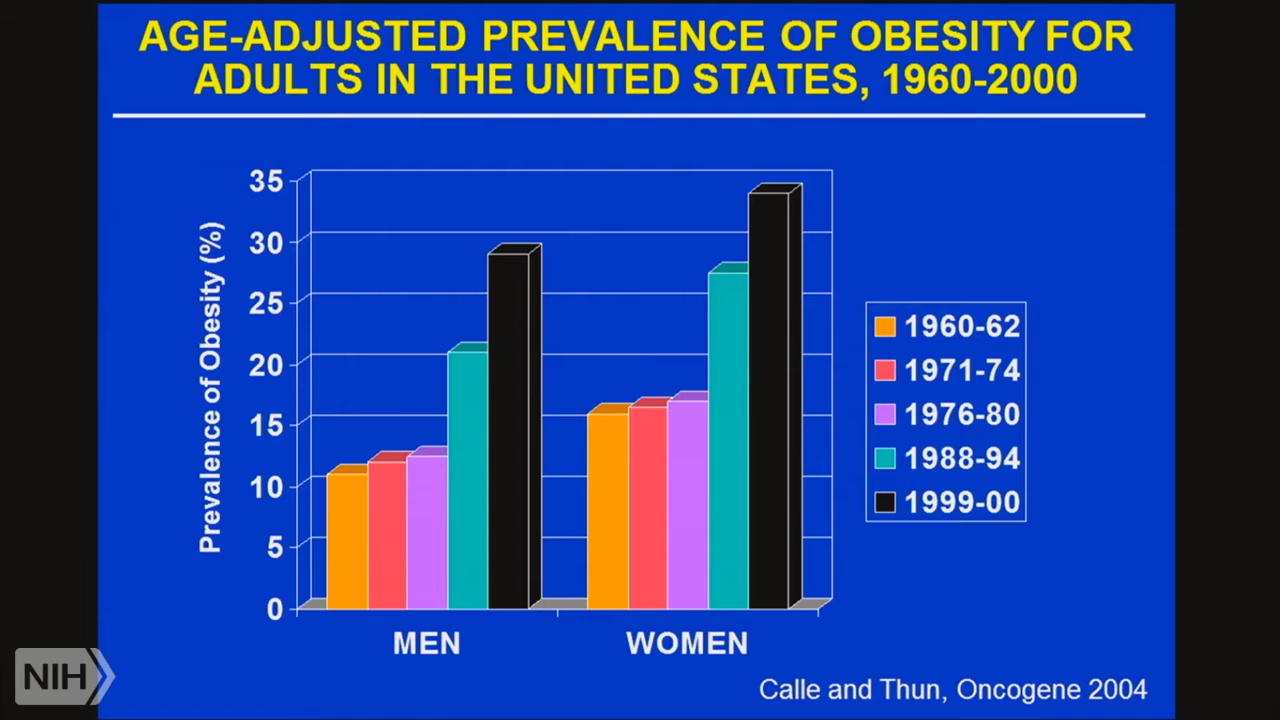 AGE-ADJUSTED PREVALENCE OF OBESITY FOR
ADULTS IN THE UNITED STATES, 1960-2000
Prevalence of Obesity (%)
35
30
25
20
15
10
5
0
MEN
WOMEN
1960-62
1971-74
1976-80
1988-94
1999-00
Calle and Thun, Oncogene 2004
NIH